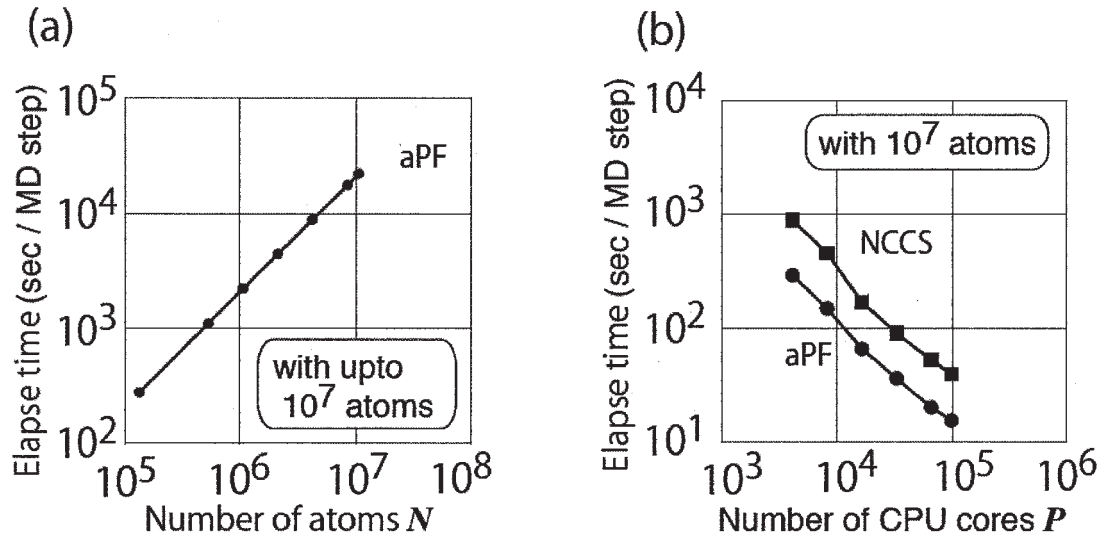 (a)
Elapse time (sec / MD step)
10^5
10^4
10^3
10^2
aPF
with upto
10^7 atoms
10^5 10^6 10^7 10^8
Number of atoms N
(b)
Elapse time (sec / MD step)
10^4
10^3
10^2
10^1
with 10^7 atoms
NCCS
aPF
10^3 10^4 10^5 10^6
Number of CPU cores P